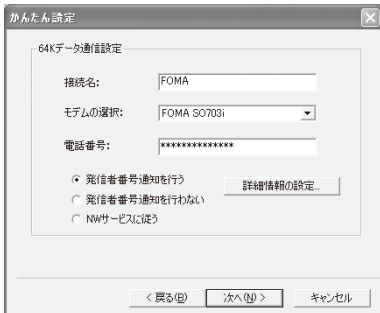 かんたん設定
64Kデータ通信設定
接続名: FOMA
モデムの選択: FOMA SO703i
電話番号: **************
発信者番号通知を行う
詳細情報の設定...
発信者番号通知を行わない
NWサービスに従う
< 戻る(B) 次へ(N) > キャンセル